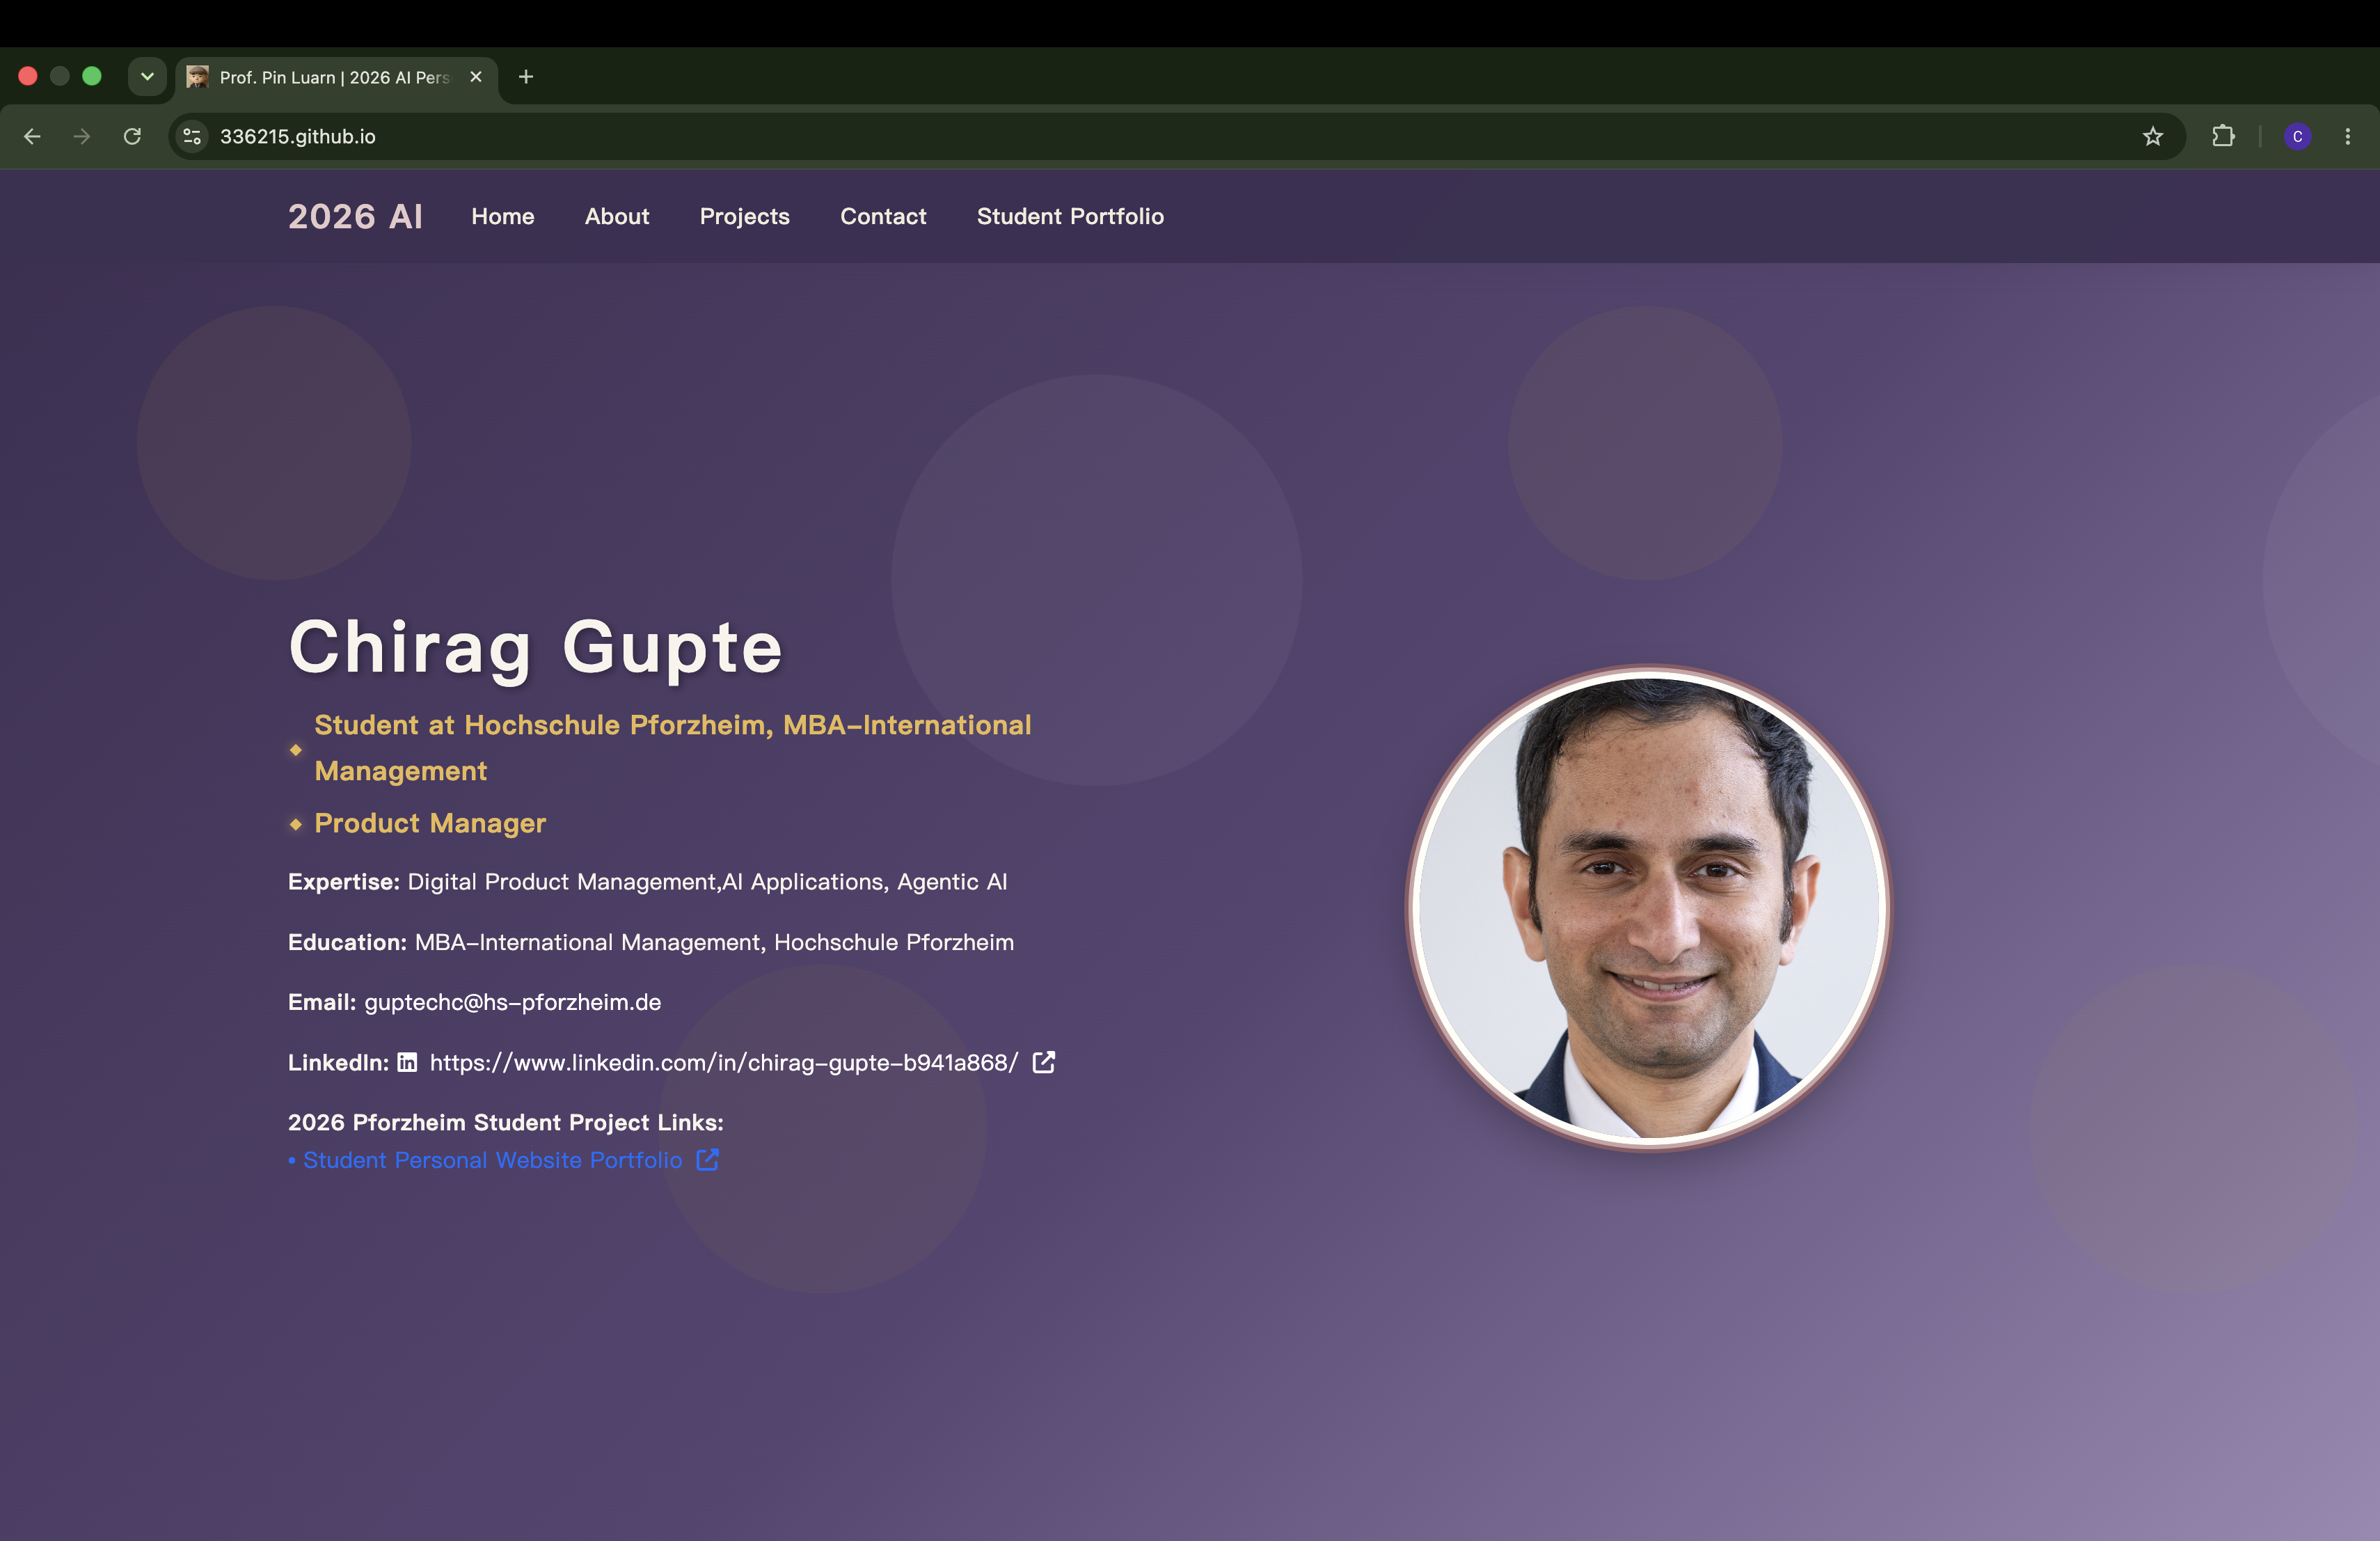 Prof. Pin Luarn | 2026 AI Pers
336215.github.io
C
2026 AI
Home
About
Projects
Contact
Student Portfolio
Chirag Gupte
Student at Hochschule Pforzheim, MBA-International
Management
Product Manager
Expertise: Digital Product Management,AI Applications, Agentic AI
Education: MBA-International Management, Hochschule Pforzheim
Email: guptechc@hs-pforzheim.de
LinkedIn: in https://www.linkedin.com/in/chirag-gupte-b941a868/
2026 Pforzheim Student Project Links:
• Student Personal Website Portfolio